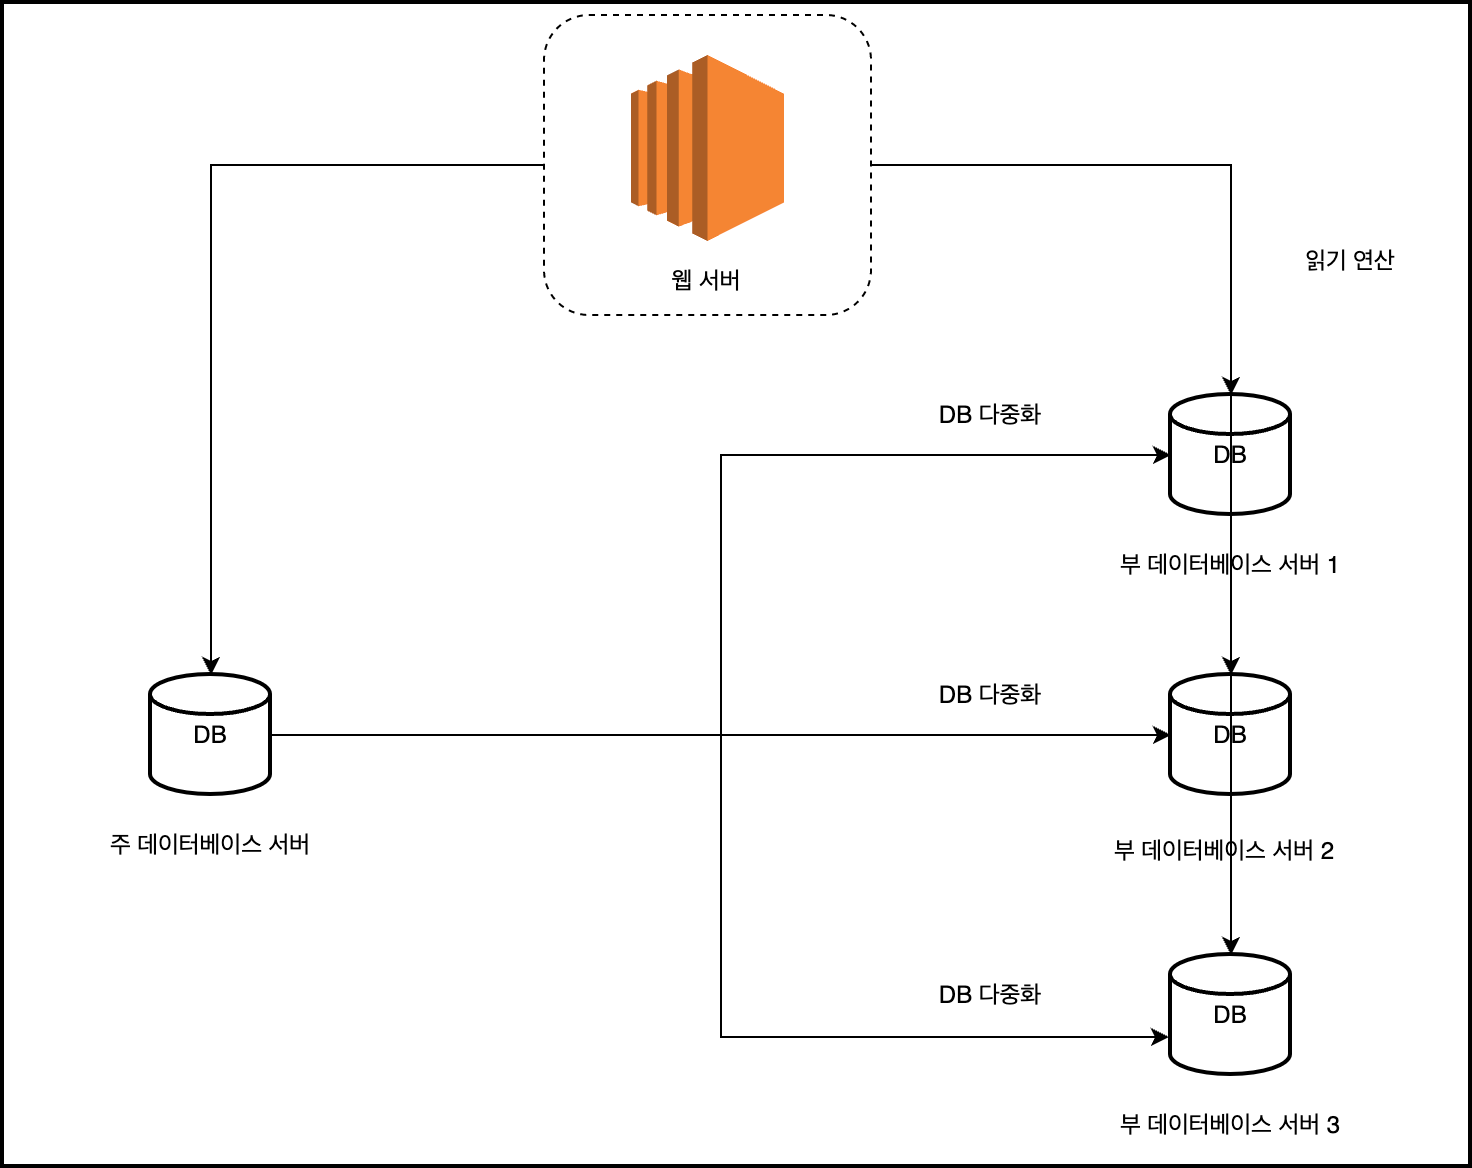 웹 서버
읽기 연산
DB 다중화
DB
부 데이터베이스 서버 1
DB 다중화
DB
DB
주 데이터베이스 서버
부 데이터베이스 서버 2
DB 다중화
DB
부 데이터베이스 서버 3